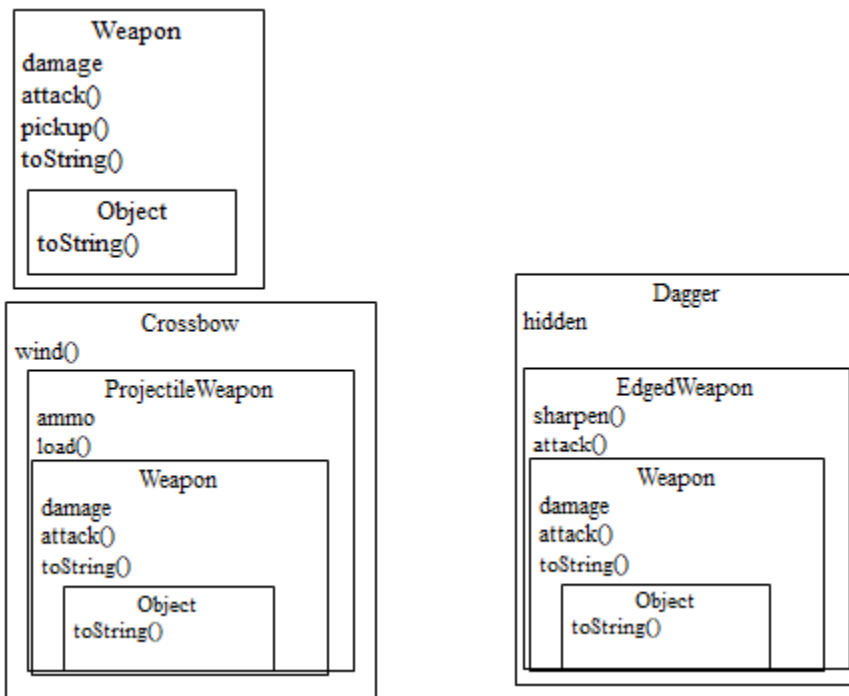 Weapon
damage
attack()
pickup()
toString()
Object
toString()
Crossbow
wind()
ProjectileWeapon
ammo
load()
Weapon
damage
attack()
toString()
Object
toString()
Dagger
hidden
EdgedWeapon
sharpen()
attack()
Weapon
damage
attack()
toString()
Object
toString()